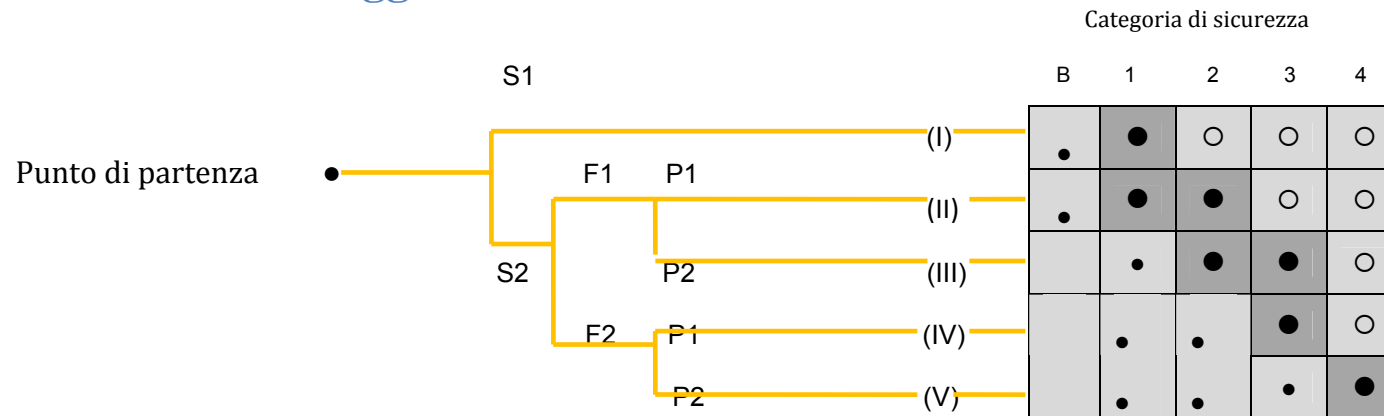 gg
Categoria di sicurezza
S1
B 1 2 3 4
(I)
Punto di partenza
F1 P1
(II)
S2
P2
(III)
F2
P1
(IV)
P2
(V)